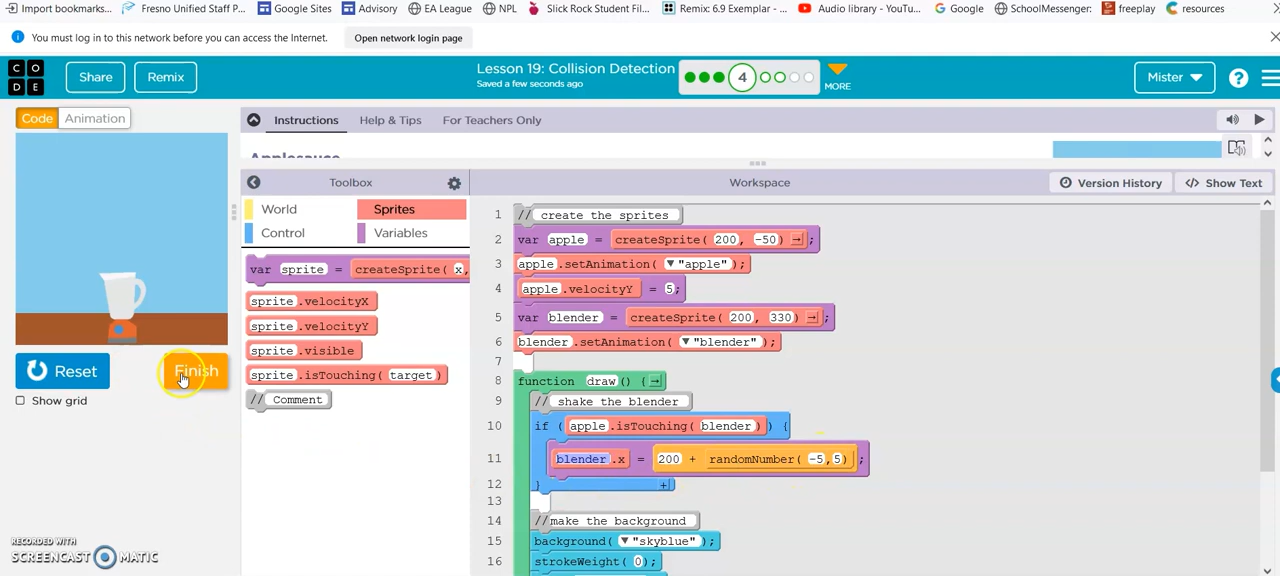 Import bookmarks... Fresno Unified Staff P... Google Sites Advisory EA League NPL Slick Rock Student Fil... Remix: 6.9 Exemplar -... Audio library - YouTu... Google SchoolMessenger: freeplay resources
You must log in to this network before you can access the Internet. Open network login page
C O D E
Share
Remix
Lesson 19: Collision Detection
Saved a few seconds ago
4
MORE
Mister
?
Code Animation
Instructions Help & Tips For Teachers Only
Applesauce
Toolbox
Workspace
Version History
</> Show Text
World Sprites
Control Variables
var sprite = createSprite( x,
sprite.velocityX
sprite.velocityY
sprite.visible
sprite.isTouching( target )
// Comment
Reset
Finish
Show grid
1 // create the sprites
2 var apple = createSprite( 200, -50) ;
3 apple.setAnimation( "apple");
4 apple.velocityY = 5;
5 var blender = createSprite( 200, 330) ;
6 blender.setAnimation( "blender");
7
8 function draw() {
9 // shake the blender
10 if ( apple.isTouching( blender ) ) {
11 blender.x = 200 + randomNumber( -5,5) ;
12 }
13
14 //make the background
15 background( "skyblue");
16 strokeWeight( 0);
RECORDED WITH
SCREENCAST MATIC